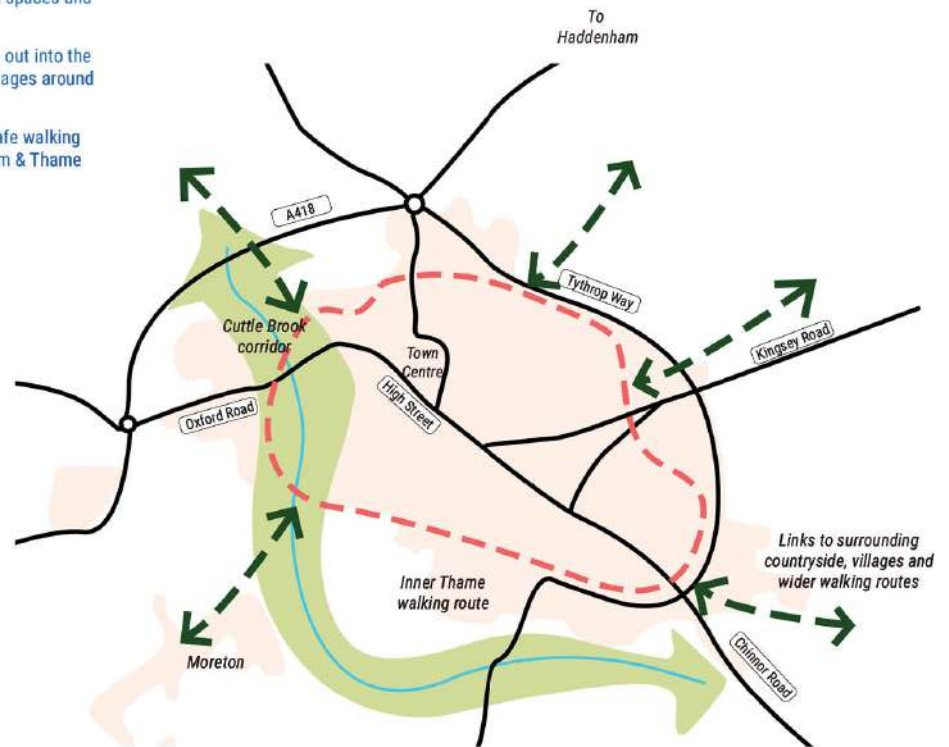 spaces and
out into the
ages around
afe walking
m & Thame
To
Haddenham
A418
Tythrop Way
Cuttle Brook
corridor
Kingsey Road
Town
Centre
Oxford Road
High Street
Links to surrounding
countryside, villages and
wider walking routes
Inner Thame
walking route
Moreton
Chinnor Road